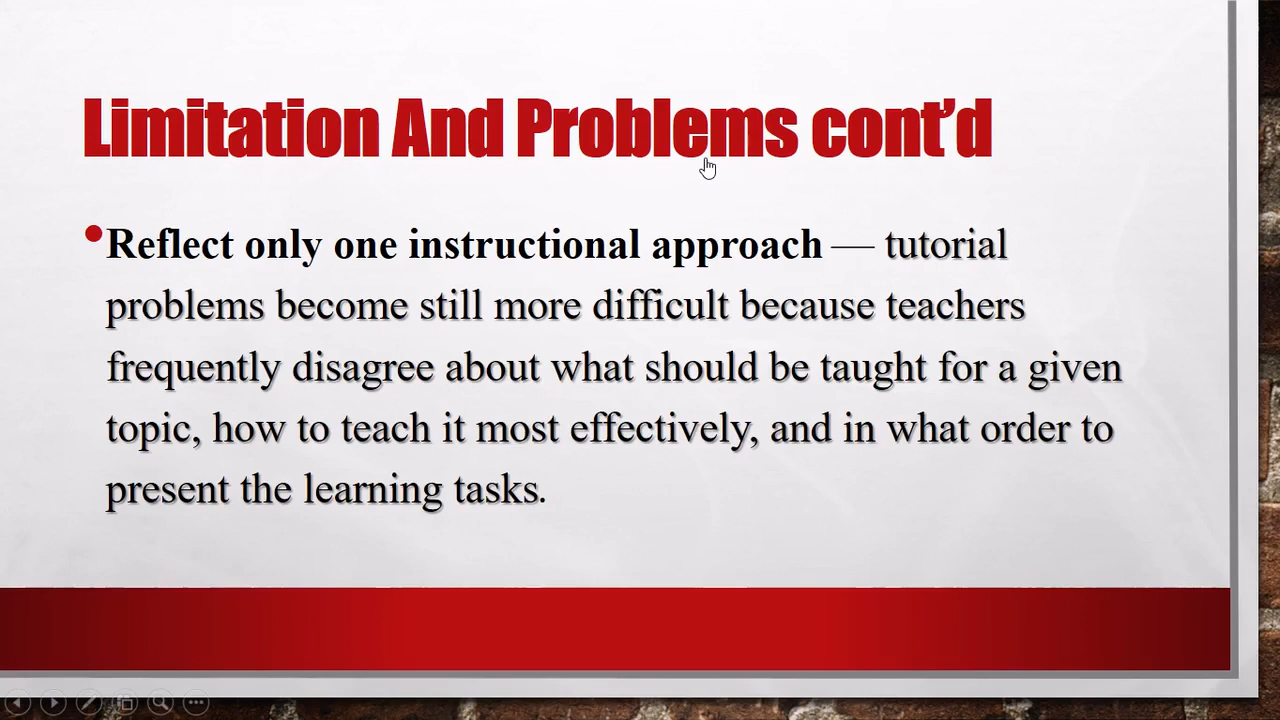 Limitation And Problems cont’d
•Reflect only one instructional approach — tutorial
problems become still more difficult because teachers
frequently disagree about what should be taught for a given
topic, how to teach it most effectively, and in what order to
present the learning tasks.